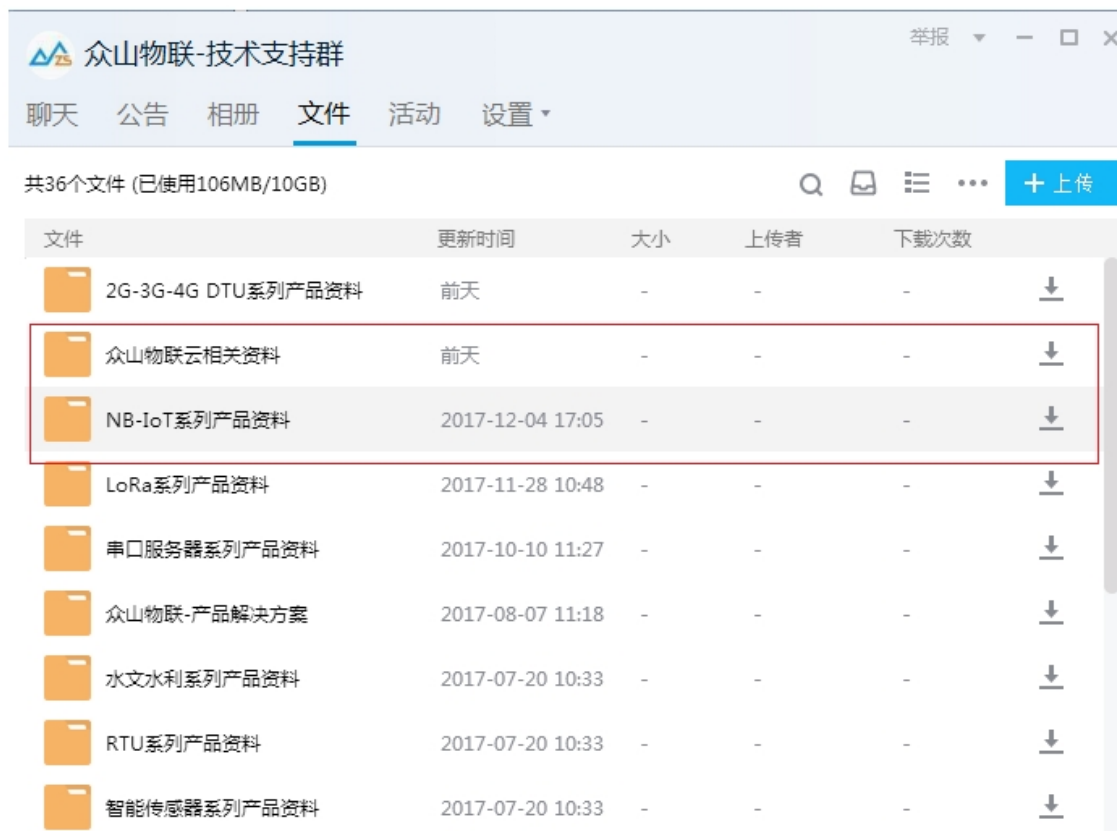 ZS 众山物联-技术支持群 举报
聊天 公告 相册 文件 活动 设置
共36个文件 (已使用106MB/10GB) + 上传
文件 更新时间 大小 上传者 下载次数
2G-3G-4G DTU系列产品资料 前天 - - -
众山物联云相关资料 前天 - - -
NB-IoT系列产品资料 2017-12-04 17:05 - - -
LoRa系列产品资料 2017-11-28 10:48 - - -
串口服务器系列产品资料 2017-10-10 11:27 - - -
众山物联-产品解决方案 2017-08-07 11:18 - - -
水文水利系列产品资料 2017-07-20 10:33 - - -
RTU系列产品资料 2017-07-20 10:33 - - -
智能传感器系列产品资料 2017-07-20 10:33 - - -